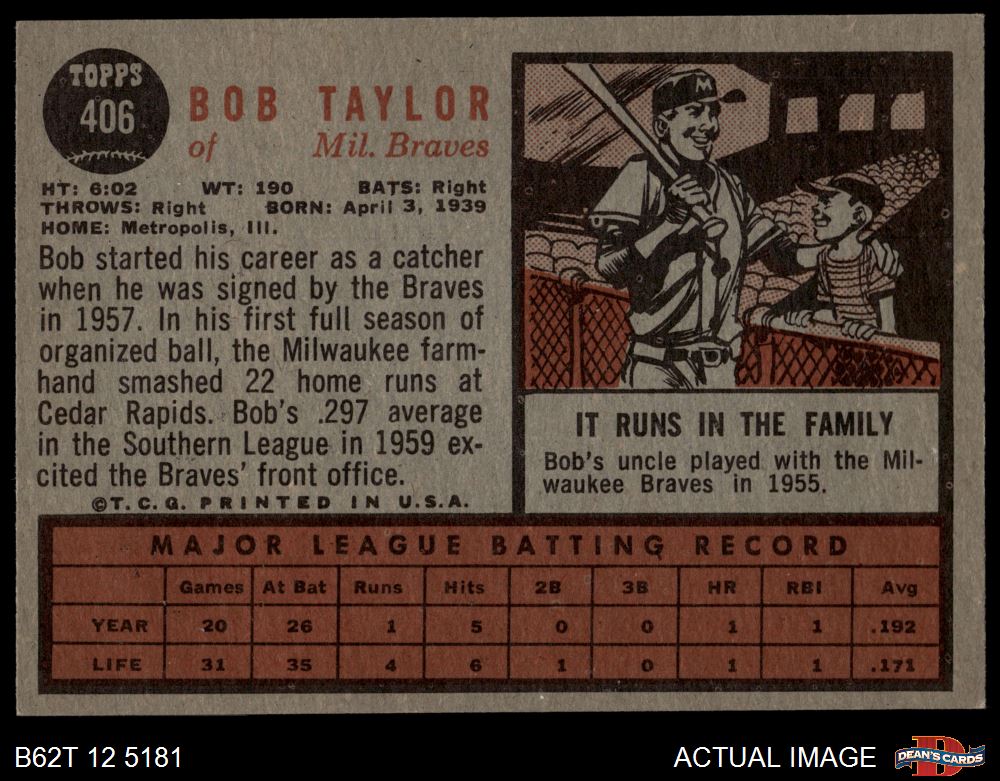 TOPPS
406
BOB TAYLOR
of Mil. Braves
HT: 6:02 WT: 190 BATS: Right
THROWS: Right BORN: April 3, 1939
HOME: Metropolis, Ill.
Bob started his career as a catcher
when he was signed by the Braves
in 1957. In his first full season of
organized ball, the Milwaukee farm-
hand smashed 22 home runs at
Cedar Rapids. Bob's .297 average
in the Southern League in 1959 ex-
cited the Braves' front office.
©T.C.G. PRINTED IN U.S.A.
M
IT RUNS IN THE FAMILY
Bob's uncle played with the Mil-
waukee Braves in 1955.
MAJOR LEAGUE BATTING RECORD
Games At Bat Runs Hits 2B 3B HR RBI Avg
YEAR 20 26 1 5 0 0 1 1 .192
LIFE 31 35 4 6 1 0 1 1 .171
B62T 12 5181
ACTUAL IMAGE
D
DEAN'S CARDS